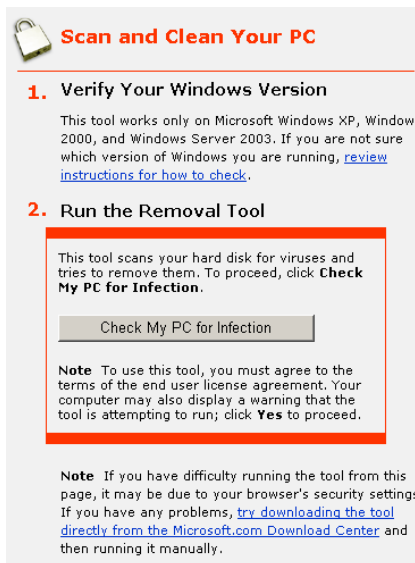 Scan and Clean Your PC
1. Verify Your Windows Version
This tool works only on Microsoft Windows XP, Window
2000, and Windows Server 2003. If you are not sure
which version of Windows you are running, review
instructions for how to check.
2. Run the Removal Tool
This tool scans your hard disk for viruses and
tries to remove them. To proceed, click Check
My PC for Infection.
Check My PC for Infection
Note To use this tool, you must agree to the
terms of the end user license agreement. Your
computer may also display a warning that the
tool is attempting to run; click Yes to proceed.
Note If you have difficulty running the tool from this
page, it may be due to your browser's security settings
If you have any problems, try downloading the tool
directly from the Microsoft.com Download Center and
then running it manually.